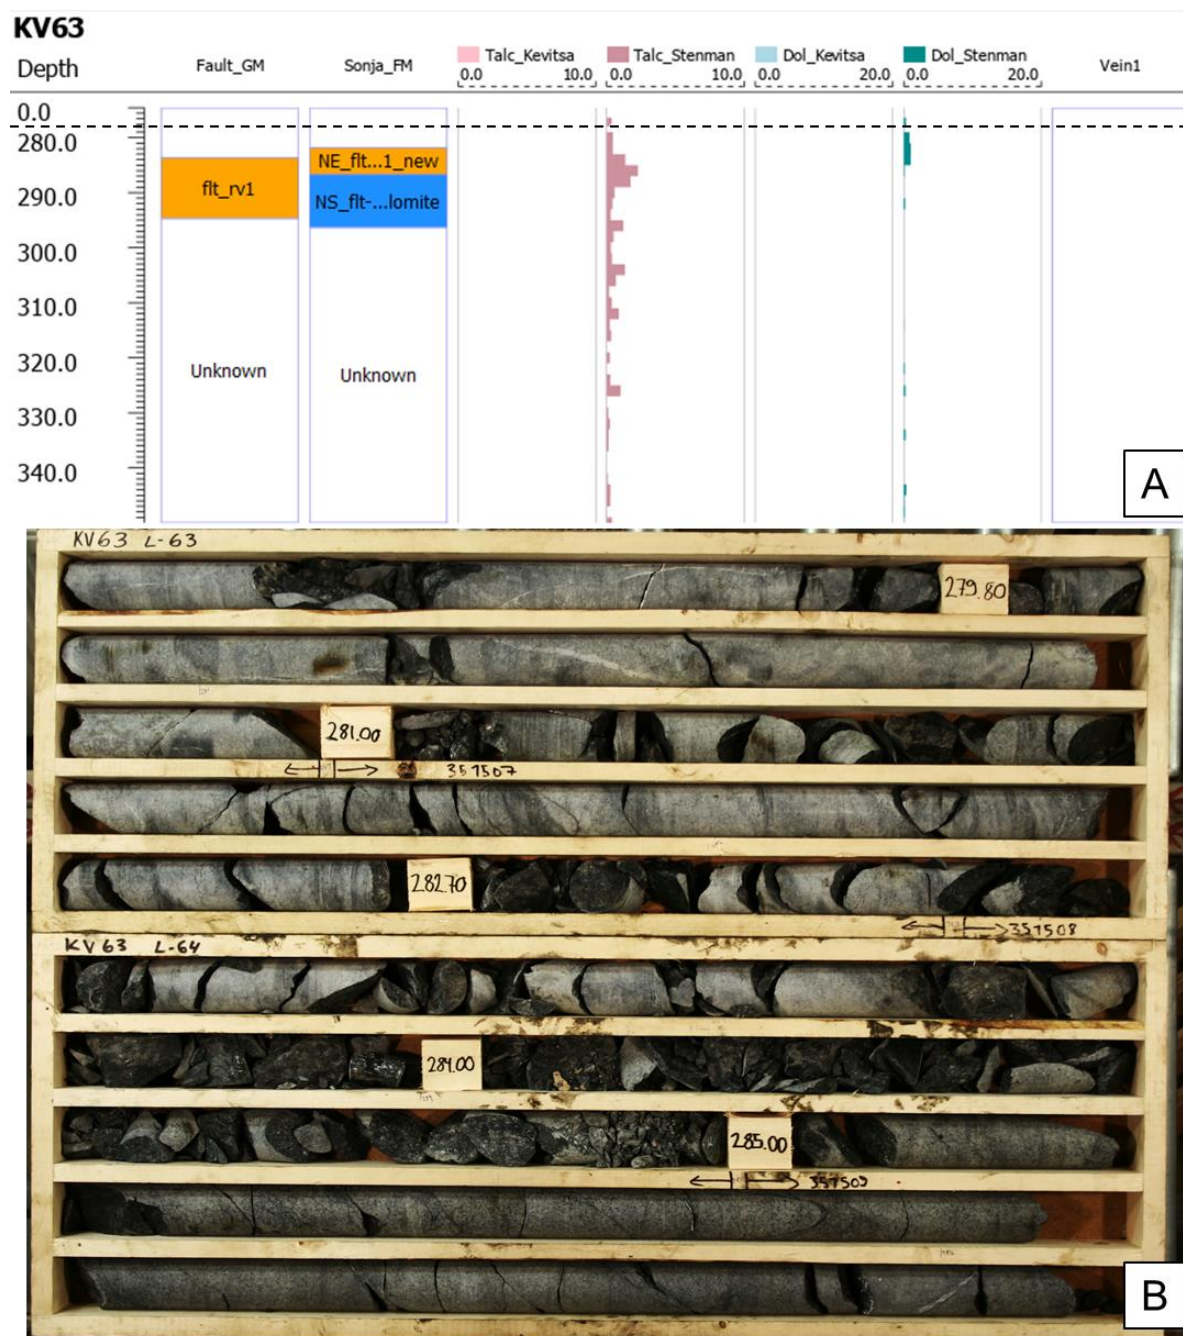 KV63
Depth
Fault_GM
Sonja_FM
Talc_Kevitsa
0.0 10.0
Talc_Stenman
0.0 10.0
Dol_Kevitsa
0.0 20.0
Dol_Stenman
0.0 20.0
Vein1
0.0
280.0
290.0
300.0
310.0
320.0
330.0
340.0
flt_rv1
Unknown
NE_flt...1_new
NS_flt-...lomite
Unknown
A
KV63 L-63
279.80
281.00
351507
282.70
351508
KV63 L-64
284.00
285.00
351509
B